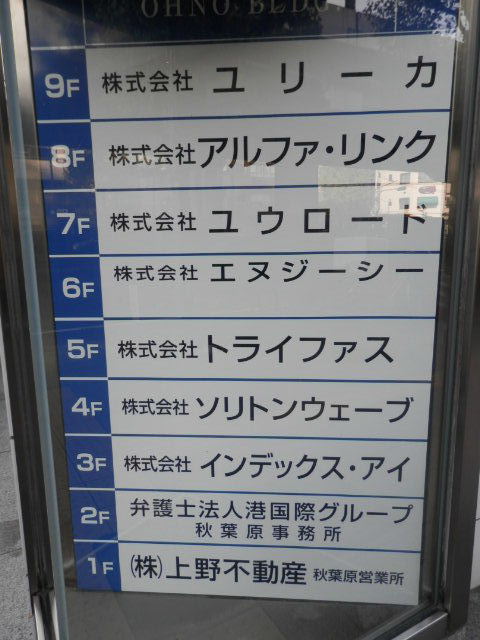 OHNO BLDG
9F 株式会社 ユリーカ
8F 株式会社 アルファ・リンク
7F 株式会社 ユウロード
6F 株式会社 エヌジーシー
5F 株式会社 トライファス
4F 株式会社 ソリトンウェーブ
3F 株式会社 インデックス・アイ
2F 弁護士法人港国際グループ
秋葉原事務所
1F (株)上野不動産 秋葉原営業所